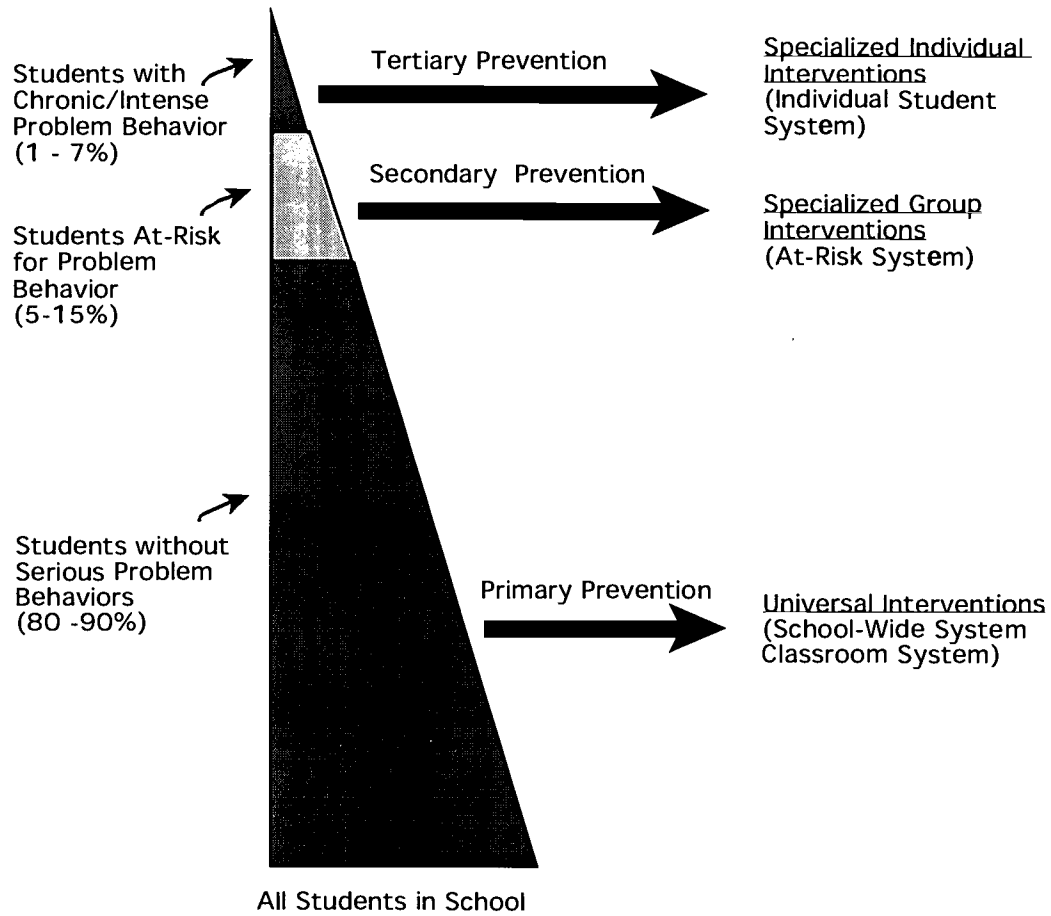 Students with
Chronic/Intense
Problem Behavior
(1 - 7%)
Tertiary Prevention
Specialized Individual
Interventions
(Individual Student
System)
Students At-Risk
for Problem
Behavior
(5-15%)
Secondary Prevention
Specialized Group
Interventions
(At-Risk System)
Students without
Serious Problem
Behaviors
(80 -90%)
Primary Prevention
Universal Interventions
(School-Wide System
Classroom System)
All Students in School